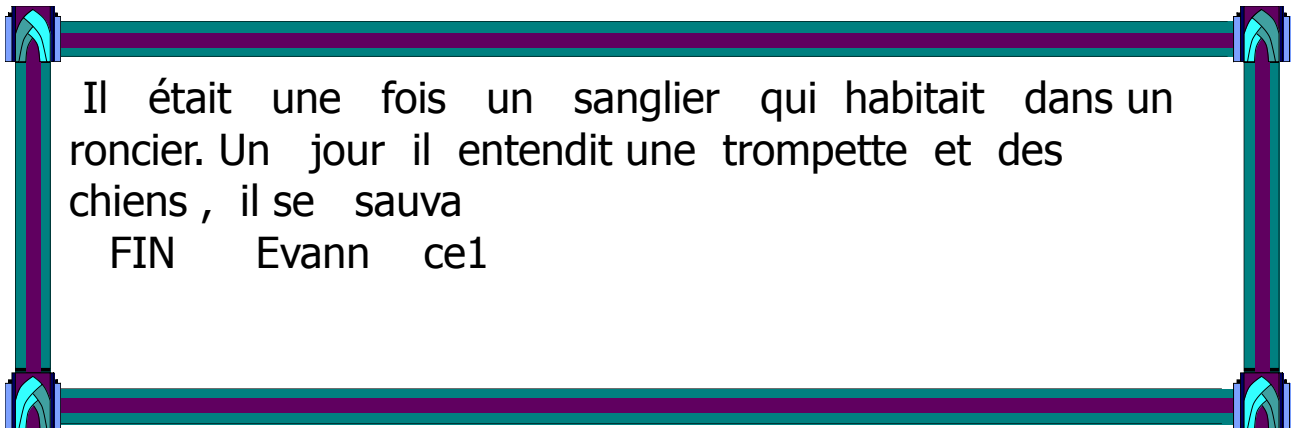 Il était une fois un sanglier qui habitait dans un
roncier. Un jour il entendit une trompette et des
chiens , il se sauva
FIN Evann ce1